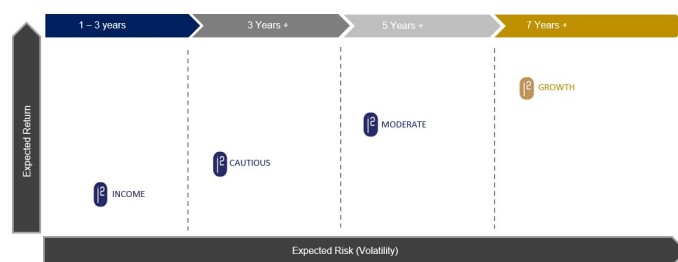 1 – 3 years
3 Years +
5 Years +
7 Years +
Expected Return
GROWTH
MODERATE
CAUTIOUS
INCOME
Expected Risk (Volatility)